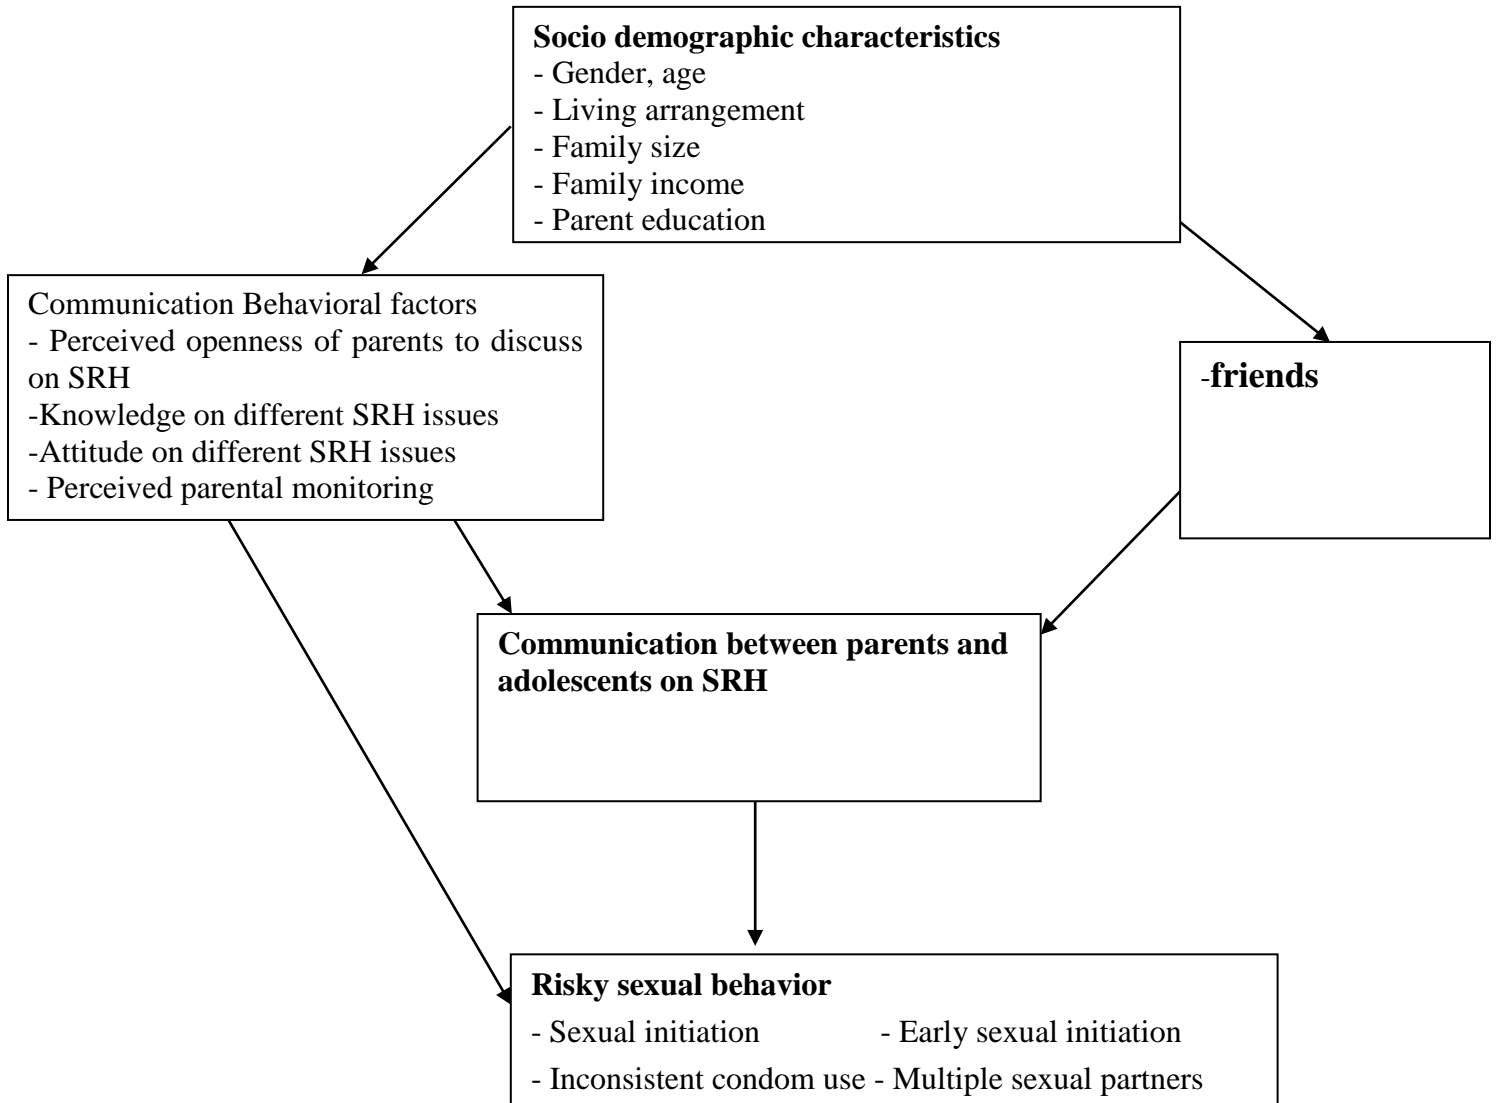 Socio demographic characteristics
- Gender, age
- Living arrangement
- Family size
- Family income
- Parent education
Communication Behavioral factors
- Perceived openness of parents to discuss
on SRH
-Knowledge on different SRH issues
-Attitude on different SRH issues
- Perceived parental monitoring
-friends
Communication between parents and
adolescents on SRH
Risky sexual behavior
- Sexual initiation - Early sexual initiation
- Inconsistent condom use - Multiple sexual partners